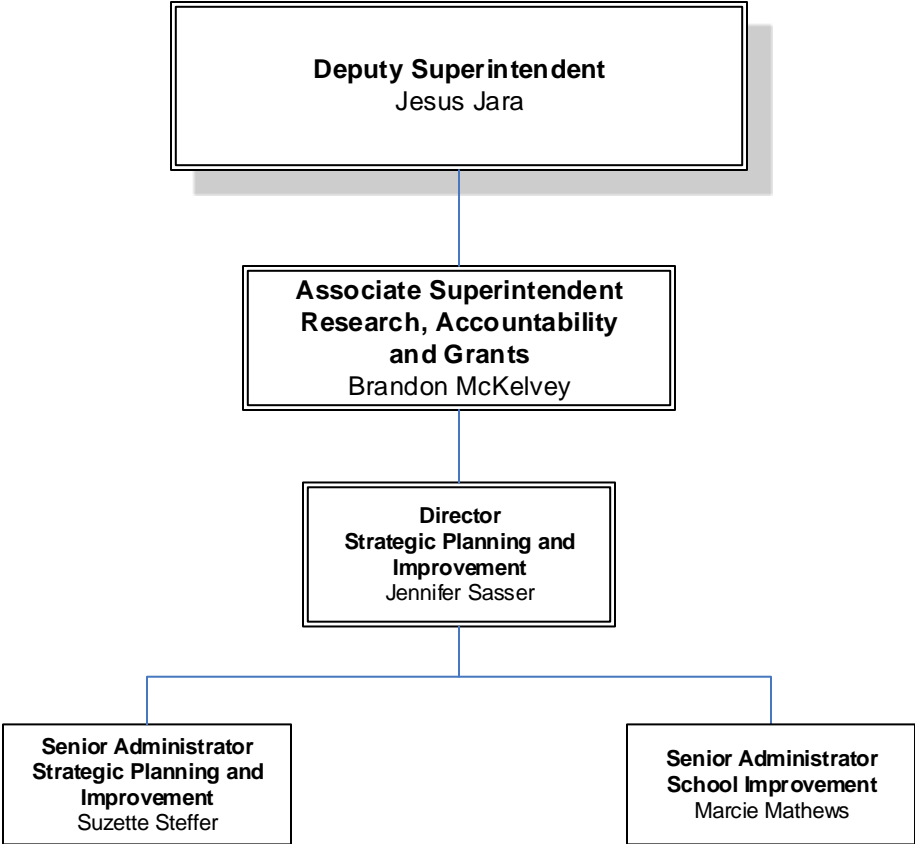 Deputy Superintendent
Jesus Jara
Associate Superintendent
Research, Accountability
and Grants
Brandon McKelvey
Director
Strategic Planning and
Improvement
Jennifer Sasser
Senior Administrator
Strategic Planning and
Improvement
Suzette Steffer
Senior Administrator
School Improvement
Marcie Mathews